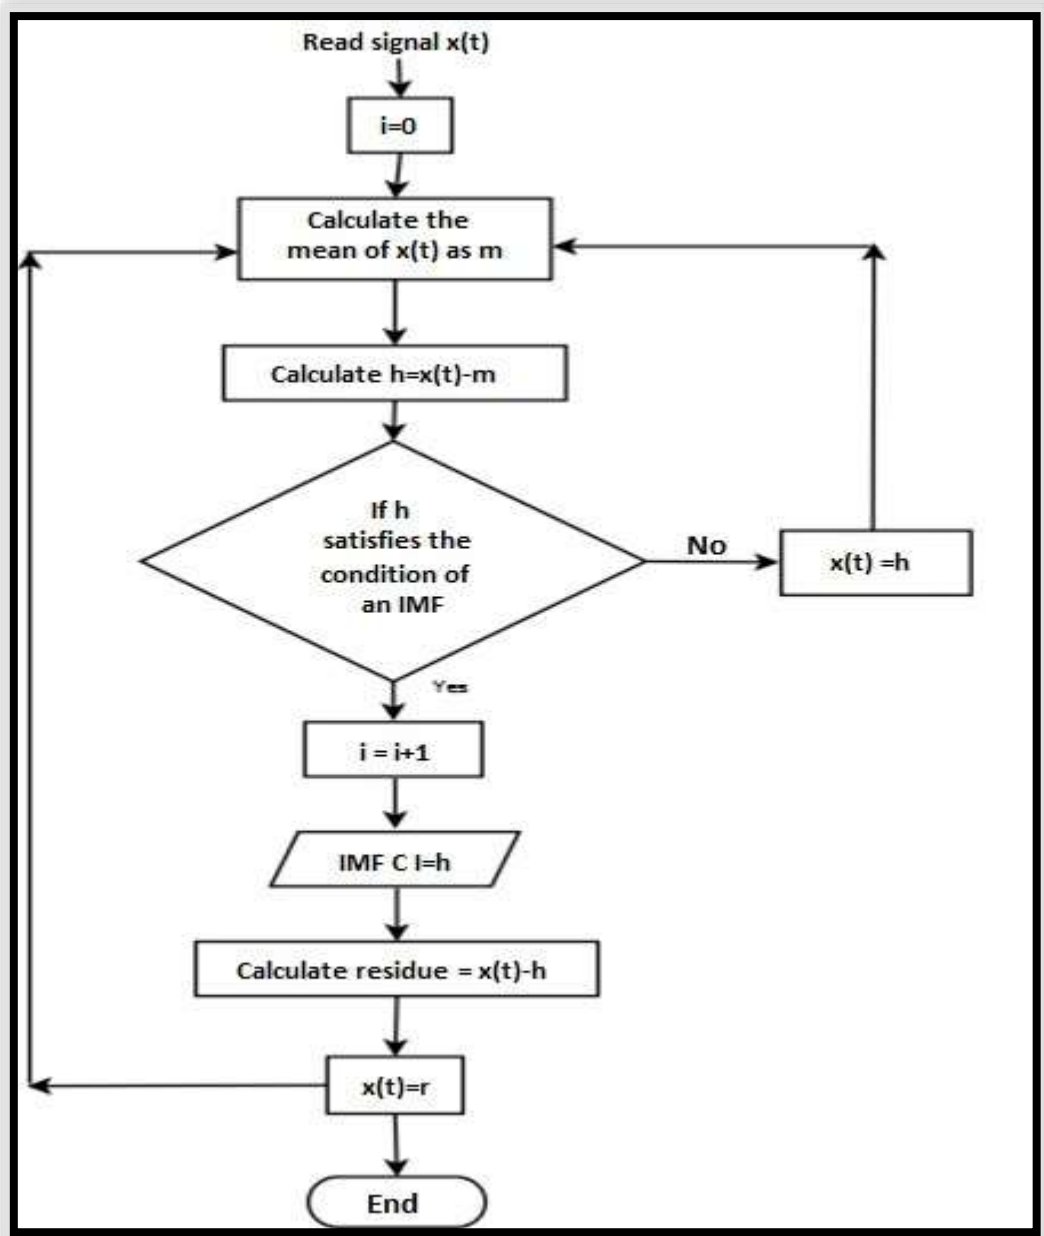 Read signal x(t)
i=0
Calculate the
mean of x(t) as m
Calculate h=x(t)-m
If h
satisfies the
condition of
an IMF
No
x(t) =h
Yes
i = i+1
IMF C I=h
Calculate residue = x(t)-h
x(t)=r
End